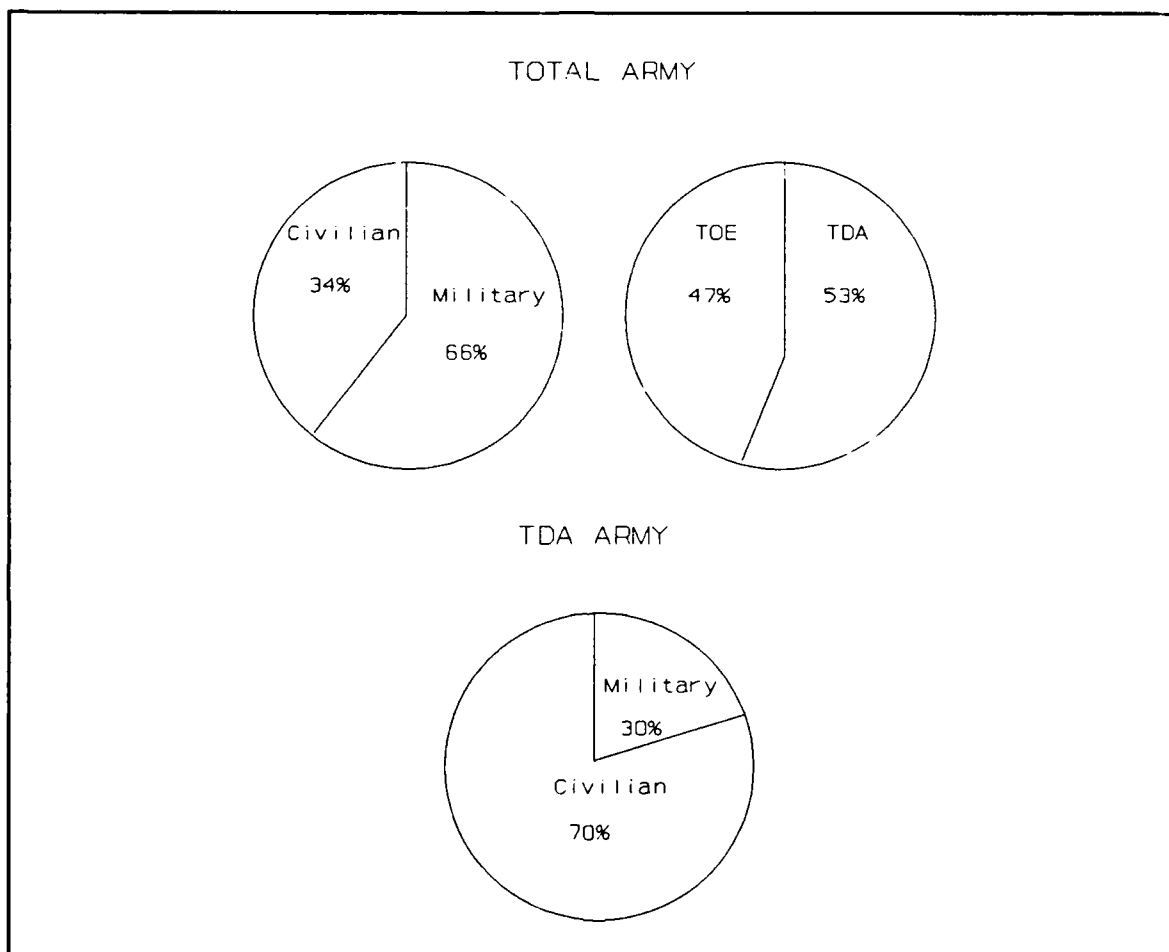 TOTAL ARMY
Civilian
34%
Military
66%
TOE
47%
TDA
53%
TDA ARMY
Military
30%
Civilian
70%